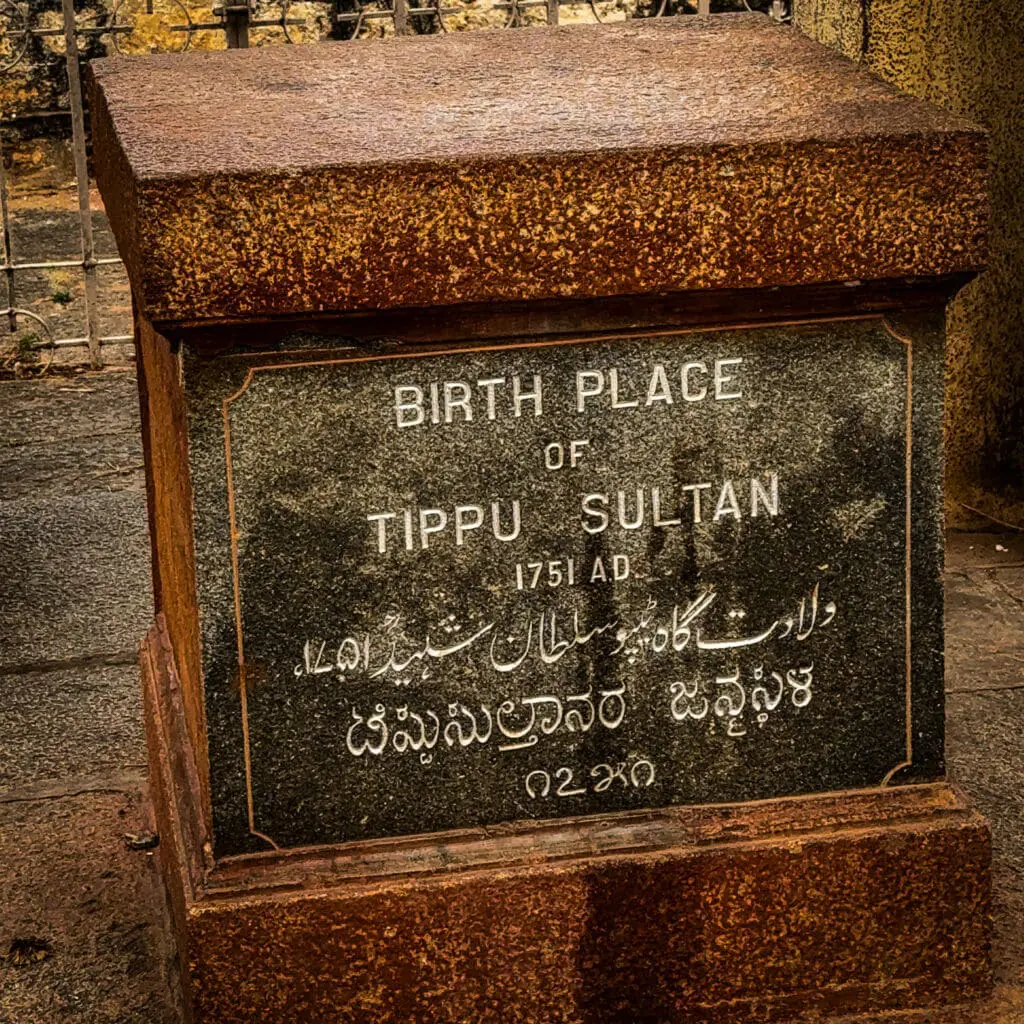 BIRTH PLACE
OF
TIPPU SULTAN
1751 A.D.
ولادت گاہ ٹیپو سلطان شہیدؒ ۱۷۵۱ء
ಟಿಪ್ಪುಸುಲ್ತಾನರ ಜನ್ಮಸ್ಥಳ
೧೭೫೧